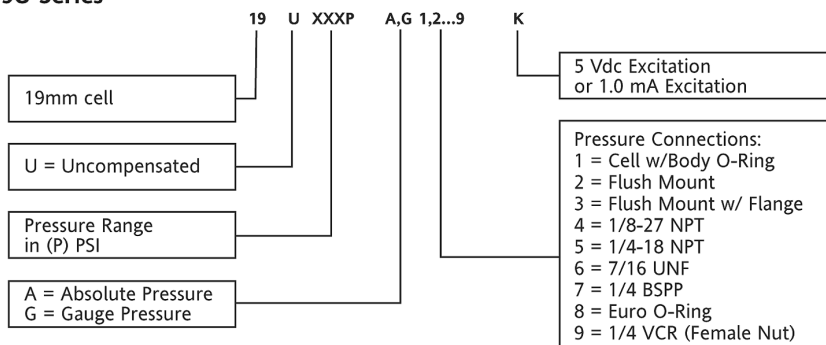 19 U XXXP A,G 1,2...9 K
19mm cell
U = Uncompensated
Pressure Range
in (P) PSI
A = Absolute Pressure
G = Gauge Pressure
5 Vdc Excitation
or 1.0 mA Excitation
Pressure Connections:
1 = Cell w/Body O-Ring
2 = Flush Mount
3 = Flush Mount w/ Flange
4 = 1/8-27 NPT
5 = 1/4-18 NPT
6 = 7/16 UNF
7 = 1/4 BSPP
8 = Euro O-Ring
9 = 1/4 VCR (Female Nut)